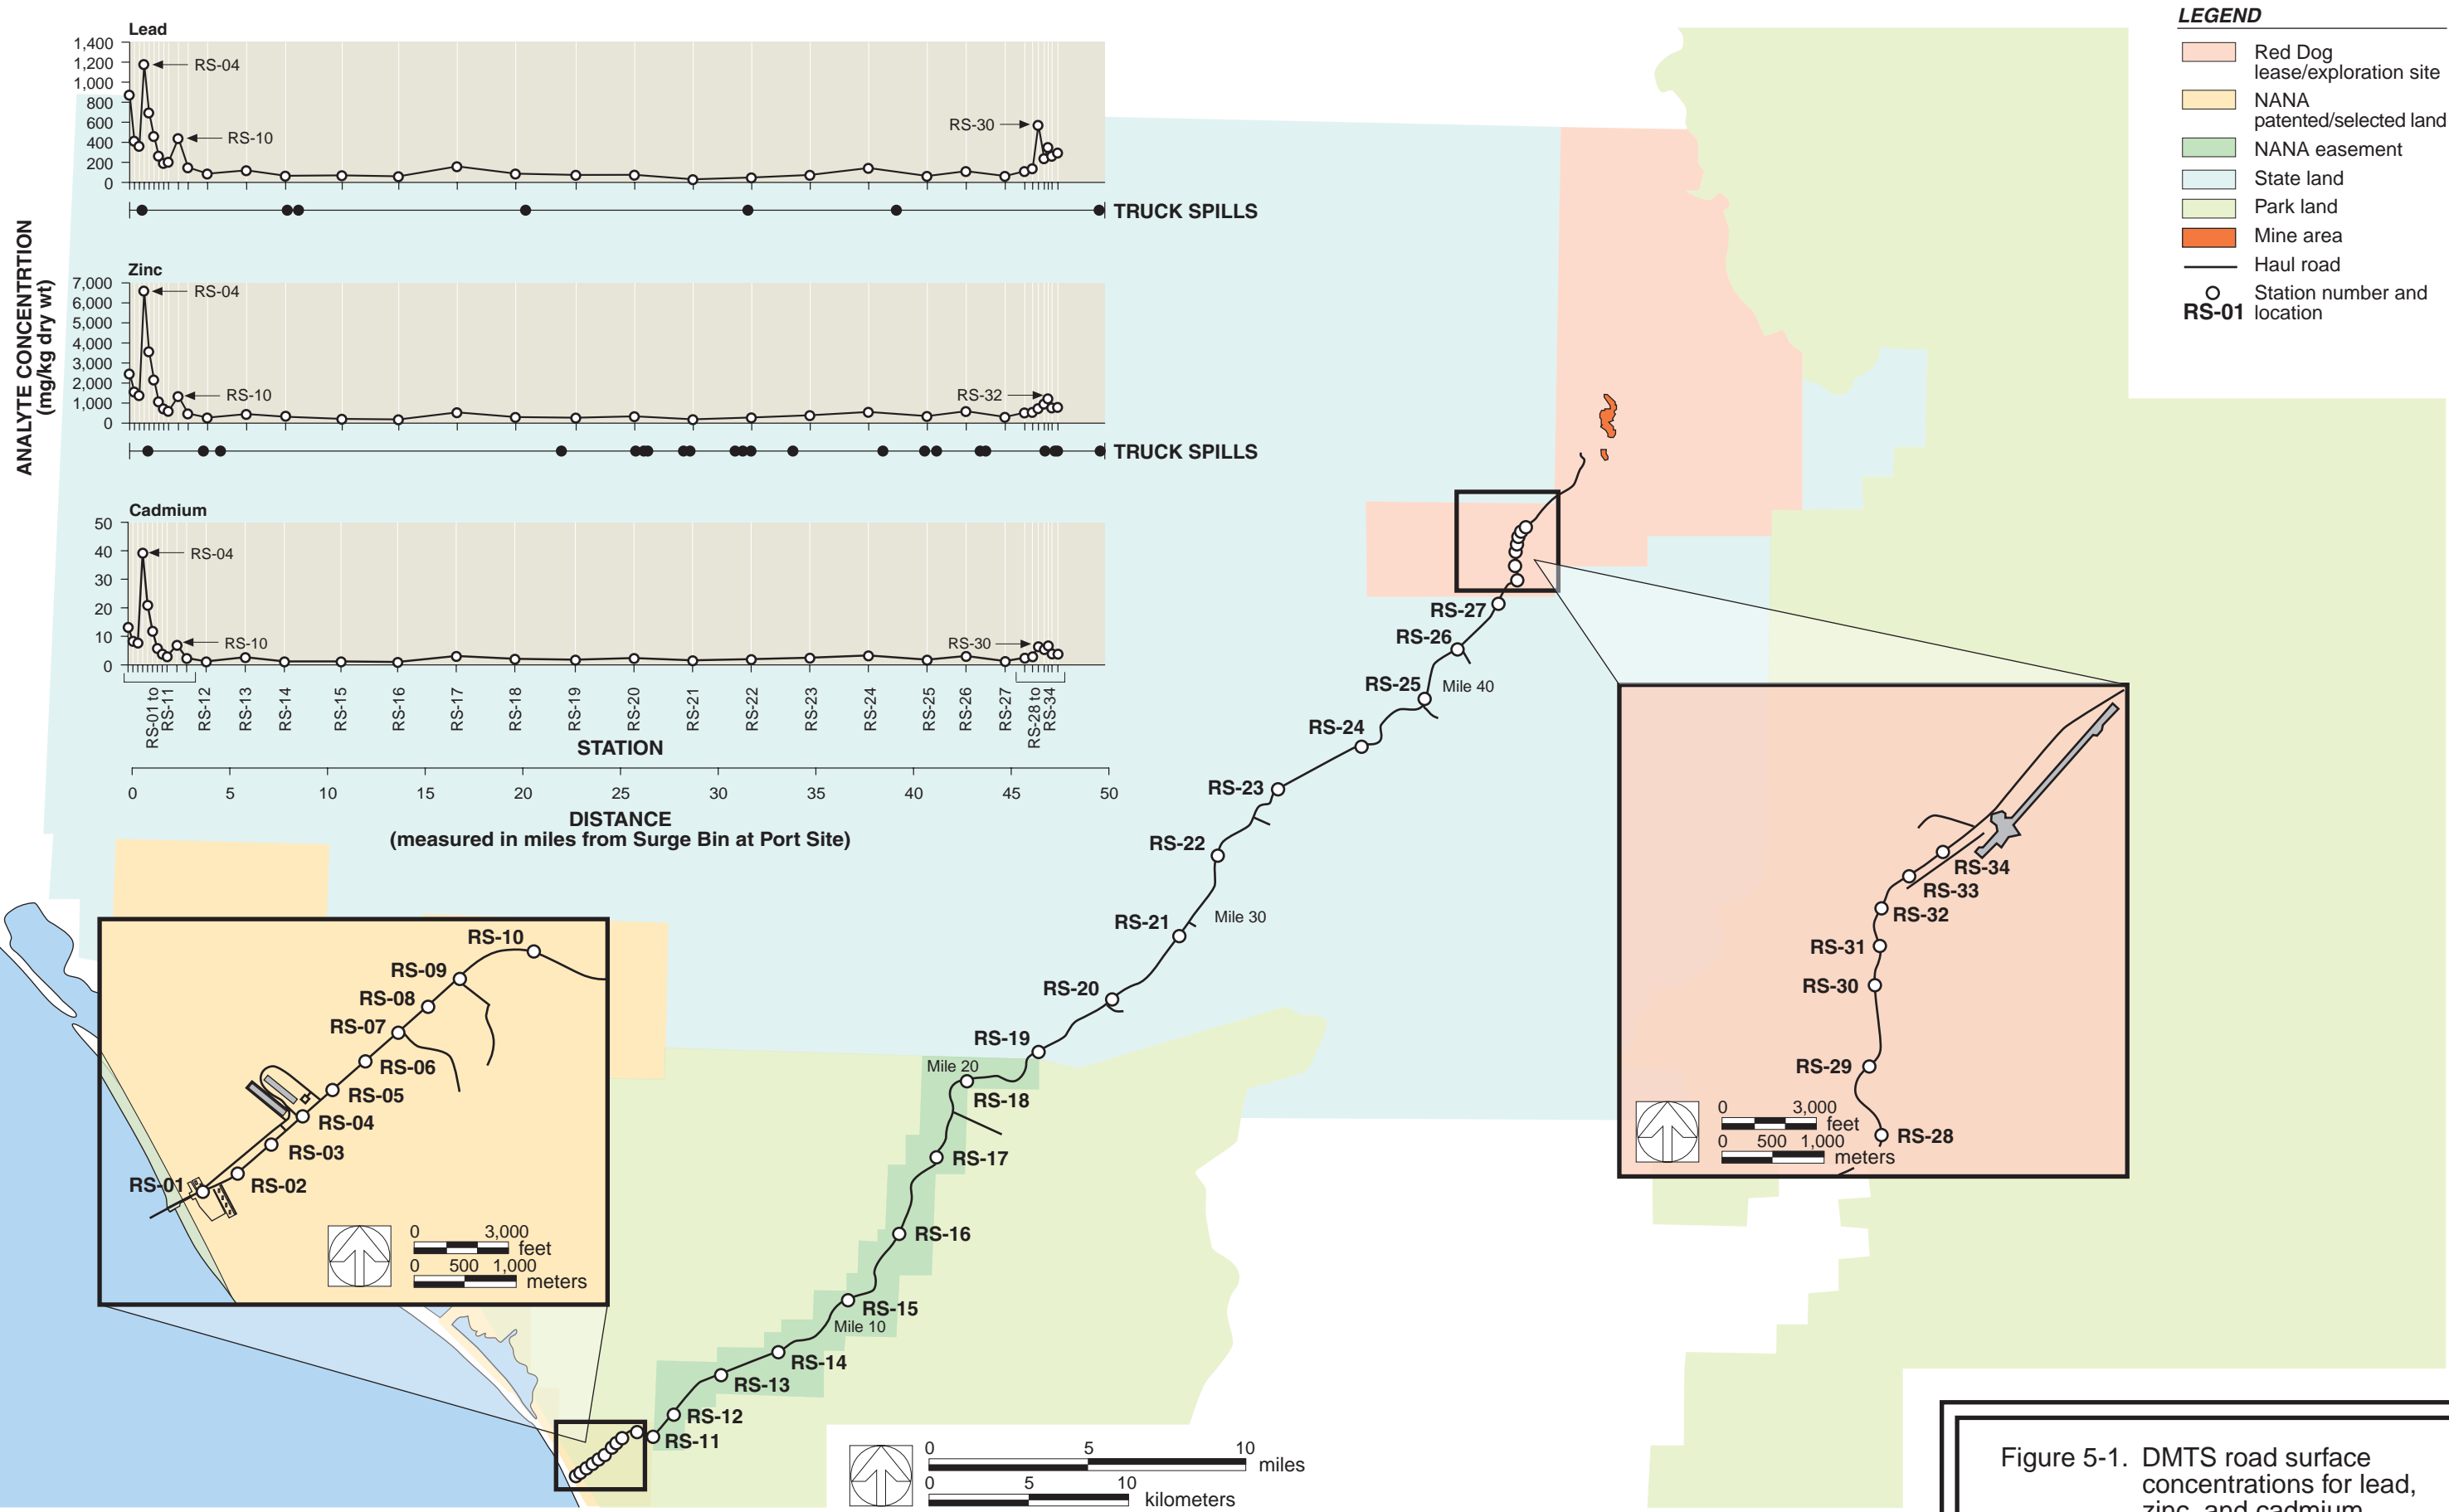 Lead
1,400
1,200
1,000
800
600
400
200
0
RS-04
RS-10
RS-30
TRUCK SPILLS
ANALYTE CONCENTRTION
(mg/kg dry wt)
Zinc
7,000
6,000
5,000
4,000
3,000
2,000
1,000
0
RS-04
RS-10
RS-32
TRUCK SPILLS
Cadmium
50
40
30
20
10
0
RS-04
RS-10
RS-30
RS-01 to
RS-11
RS-12
RS-13
RS-14
RS-15
RS-16
RS-17
RS-18
RS-19
RS-20
RS-21
RS-22
RS-23
RS-24
RS-25
RS-26
RS-27
RS-28 to
RS-34
STATION
0 5 10 15 20 25 30 35 40 45 50
DISTANCE
(measured in miles from Surge Bin at Port Site)
LEGEND
Red Dog
lease/exploration site
NANA
patented/selected land
NANA easement
State land
Park land
Mine area
Haul road
Station number and
RS-01 location
RS-27
RS-26
RS-25
Mile 40
RS-24
RS-23
RS-22
RS-21
Mile 30
RS-20
RS-19
Mile 20
RS-18
RS-17
RS-16
RS-15
Mile 10
RS-14
RS-13
RS-12
RS-11
RS-10
RS-09
RS-08
RS-07
RS-06
RS-05
RS-04
RS-03
RS-02
RS-01
0 3,000
feet
0 500 1,000
meters
RS-34
RS-33
RS-32
RS-31
RS-30
RS-29
RS-28
0 3,000
feet
0 500 1,000
meters
0 5 10
miles
0 5 10
kilometers
Figure 5-1. DMTS road surface
concentrations for lead,
zinc, and cadmium